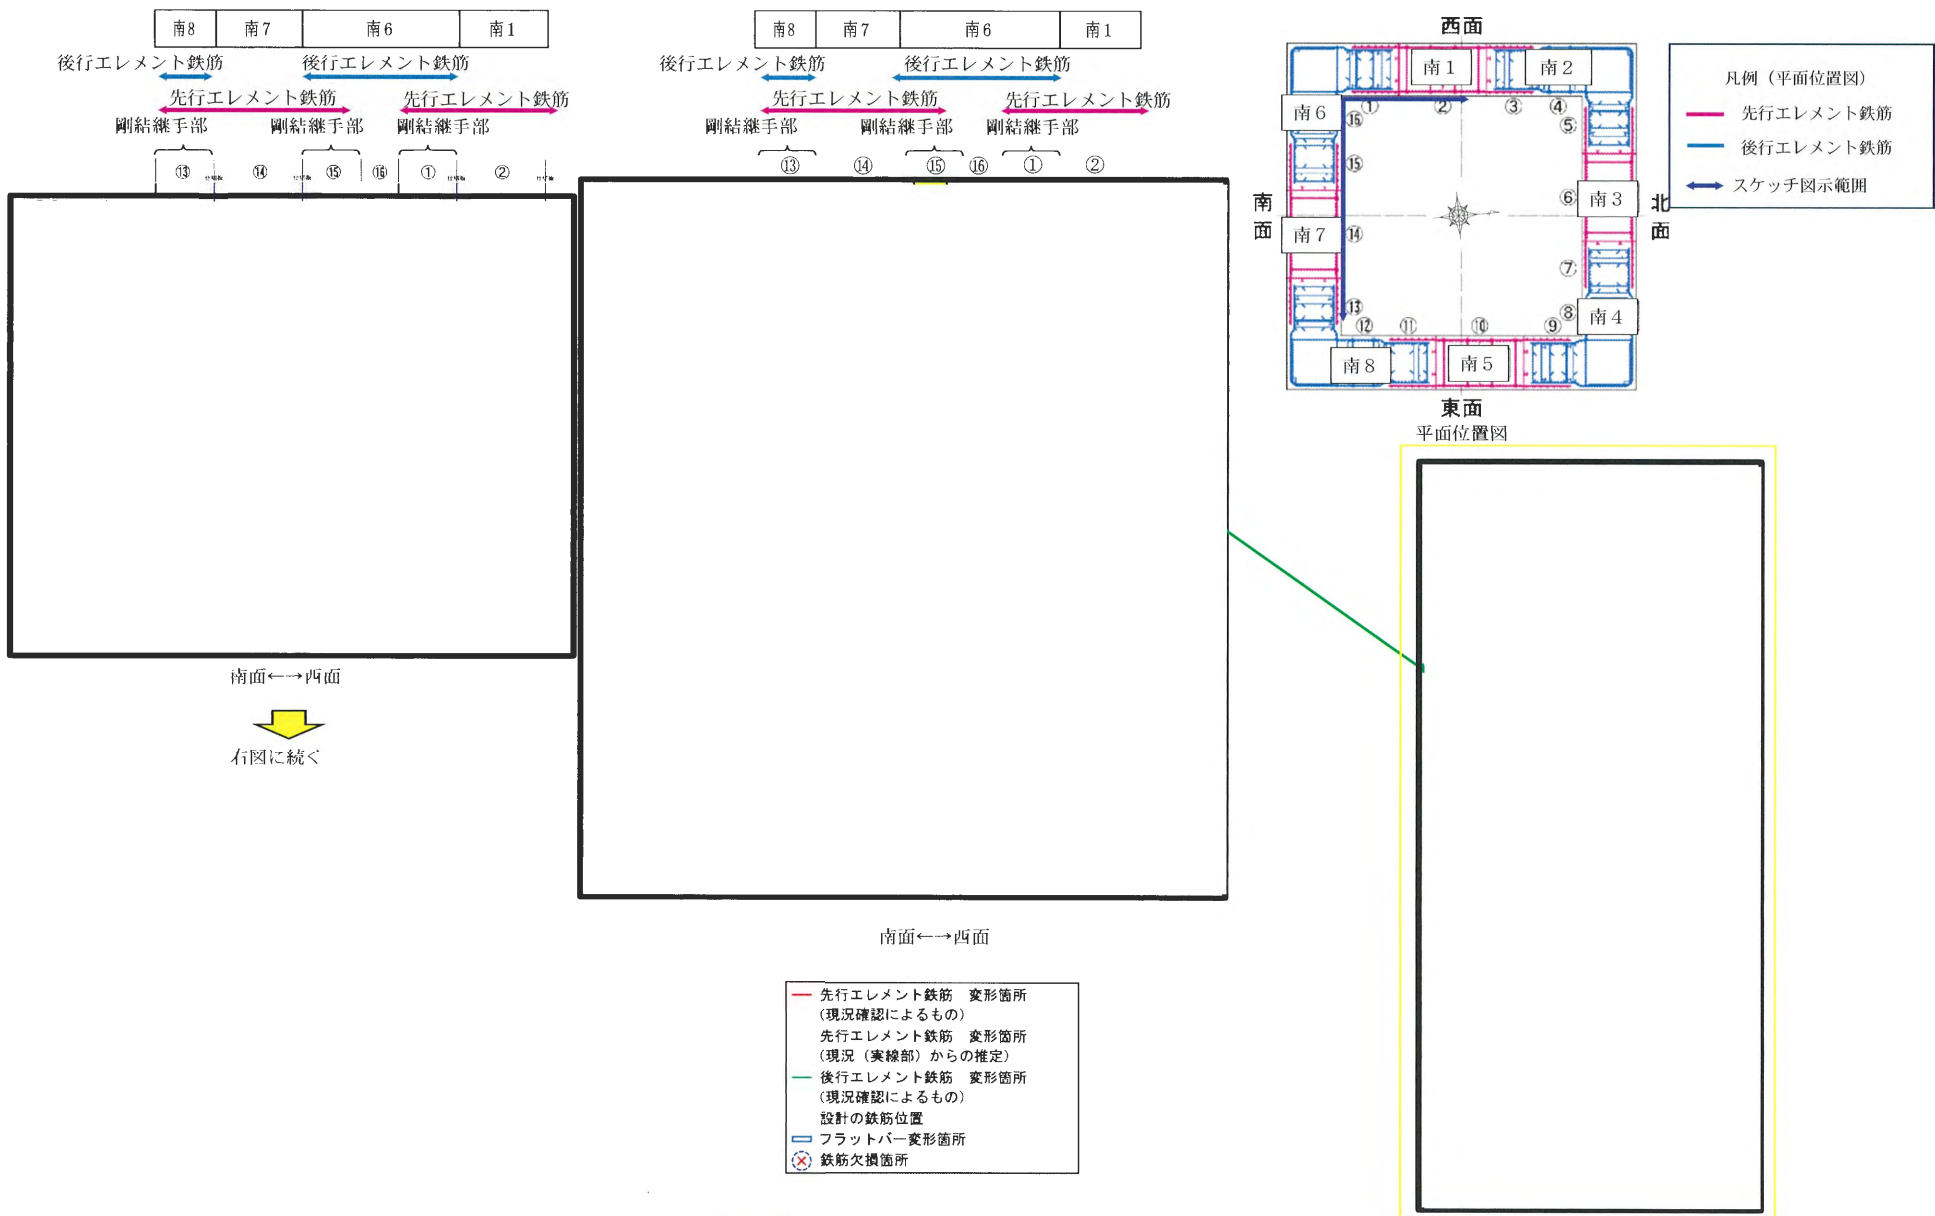 南8 南7 南6 南1
後行エレメント鉄筋 後行エレメント鉄筋
先行エレメント鉄筋 先行エレメント鉄筋
剛結継手部 剛結継手部 剛結継手部
⑬ ⑭ ⑮ ⑯ ① ②
南面←→西面
右図に続く
南8 南7 南6 南1
後行エレメント鉄筋 後行エレメント鉄筋
先行エレメント鉄筋 先行エレメント鉄筋
剛結継手部 剛結継手部 剛結継手部
⑬ ⑭ ⑮ ⑯ ① ②
南面←→西面
先行エレメント鉄筋 変形箇所
(現況確認によるもの)
先行エレメント鉄筋 変形箇所
(現況(実線部)からの推定)
後行エレメント鉄筋 変形箇所
(現況確認によるもの)
設計の鉄筋位置
フラットバー変形箇所
鉄筋欠損箇所
西面
南1 南2
① ② ③ ④
南6 ⑯ ⑤
⑮
南面 ⑥ 南3 北面
南7 ⑭
⑦
⑬ ⑧ 南4
⑫ ⑪ ⑩ ⑨
南8 南5
東面
平面位置図
凡例(平面位置図)
先行エレメント鉄筋
後行エレメント鉄筋
スケッチ図示範囲